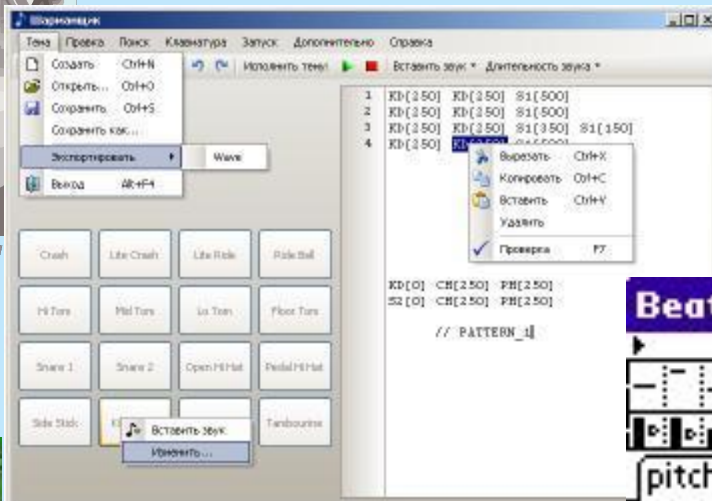 Шарманщик
Тема Правка Поиск Клавиатура Запуск Дополнительно Справка
Создать Ctrl+N
Открыть... Ctrl+O
Сохранить Ctrl+S
Сохранить как...
Экспортировать
Wave
Выход Alt+F4
Исполнить тему:
Вставить звук
Длительность звука
1 KD[250] KD[250] S1[500]
2 KD[250] KD[250] S1[500]
3 KD[250] KD[250] S1[350] S1[150]
4 KD[250]
Вырезать Ctrl+X
Копировать Ctrl+C
Вставить Ctrl+V
Удалить
Проверка F7
KD[0] CH[250] PH[250]
S2[0] CH[250] PH[250]
// PATTERN_1
Crash Lite Crash Lite Ride Ride Bell
Hi Tom Mid Tom Lo Tom Floor Tom
Snare 1 Snare 2 Open Hi Hat Pedal Hi Hat
Side Stick Tambourine
Вставить звук
Изменить...
Beat
pitch